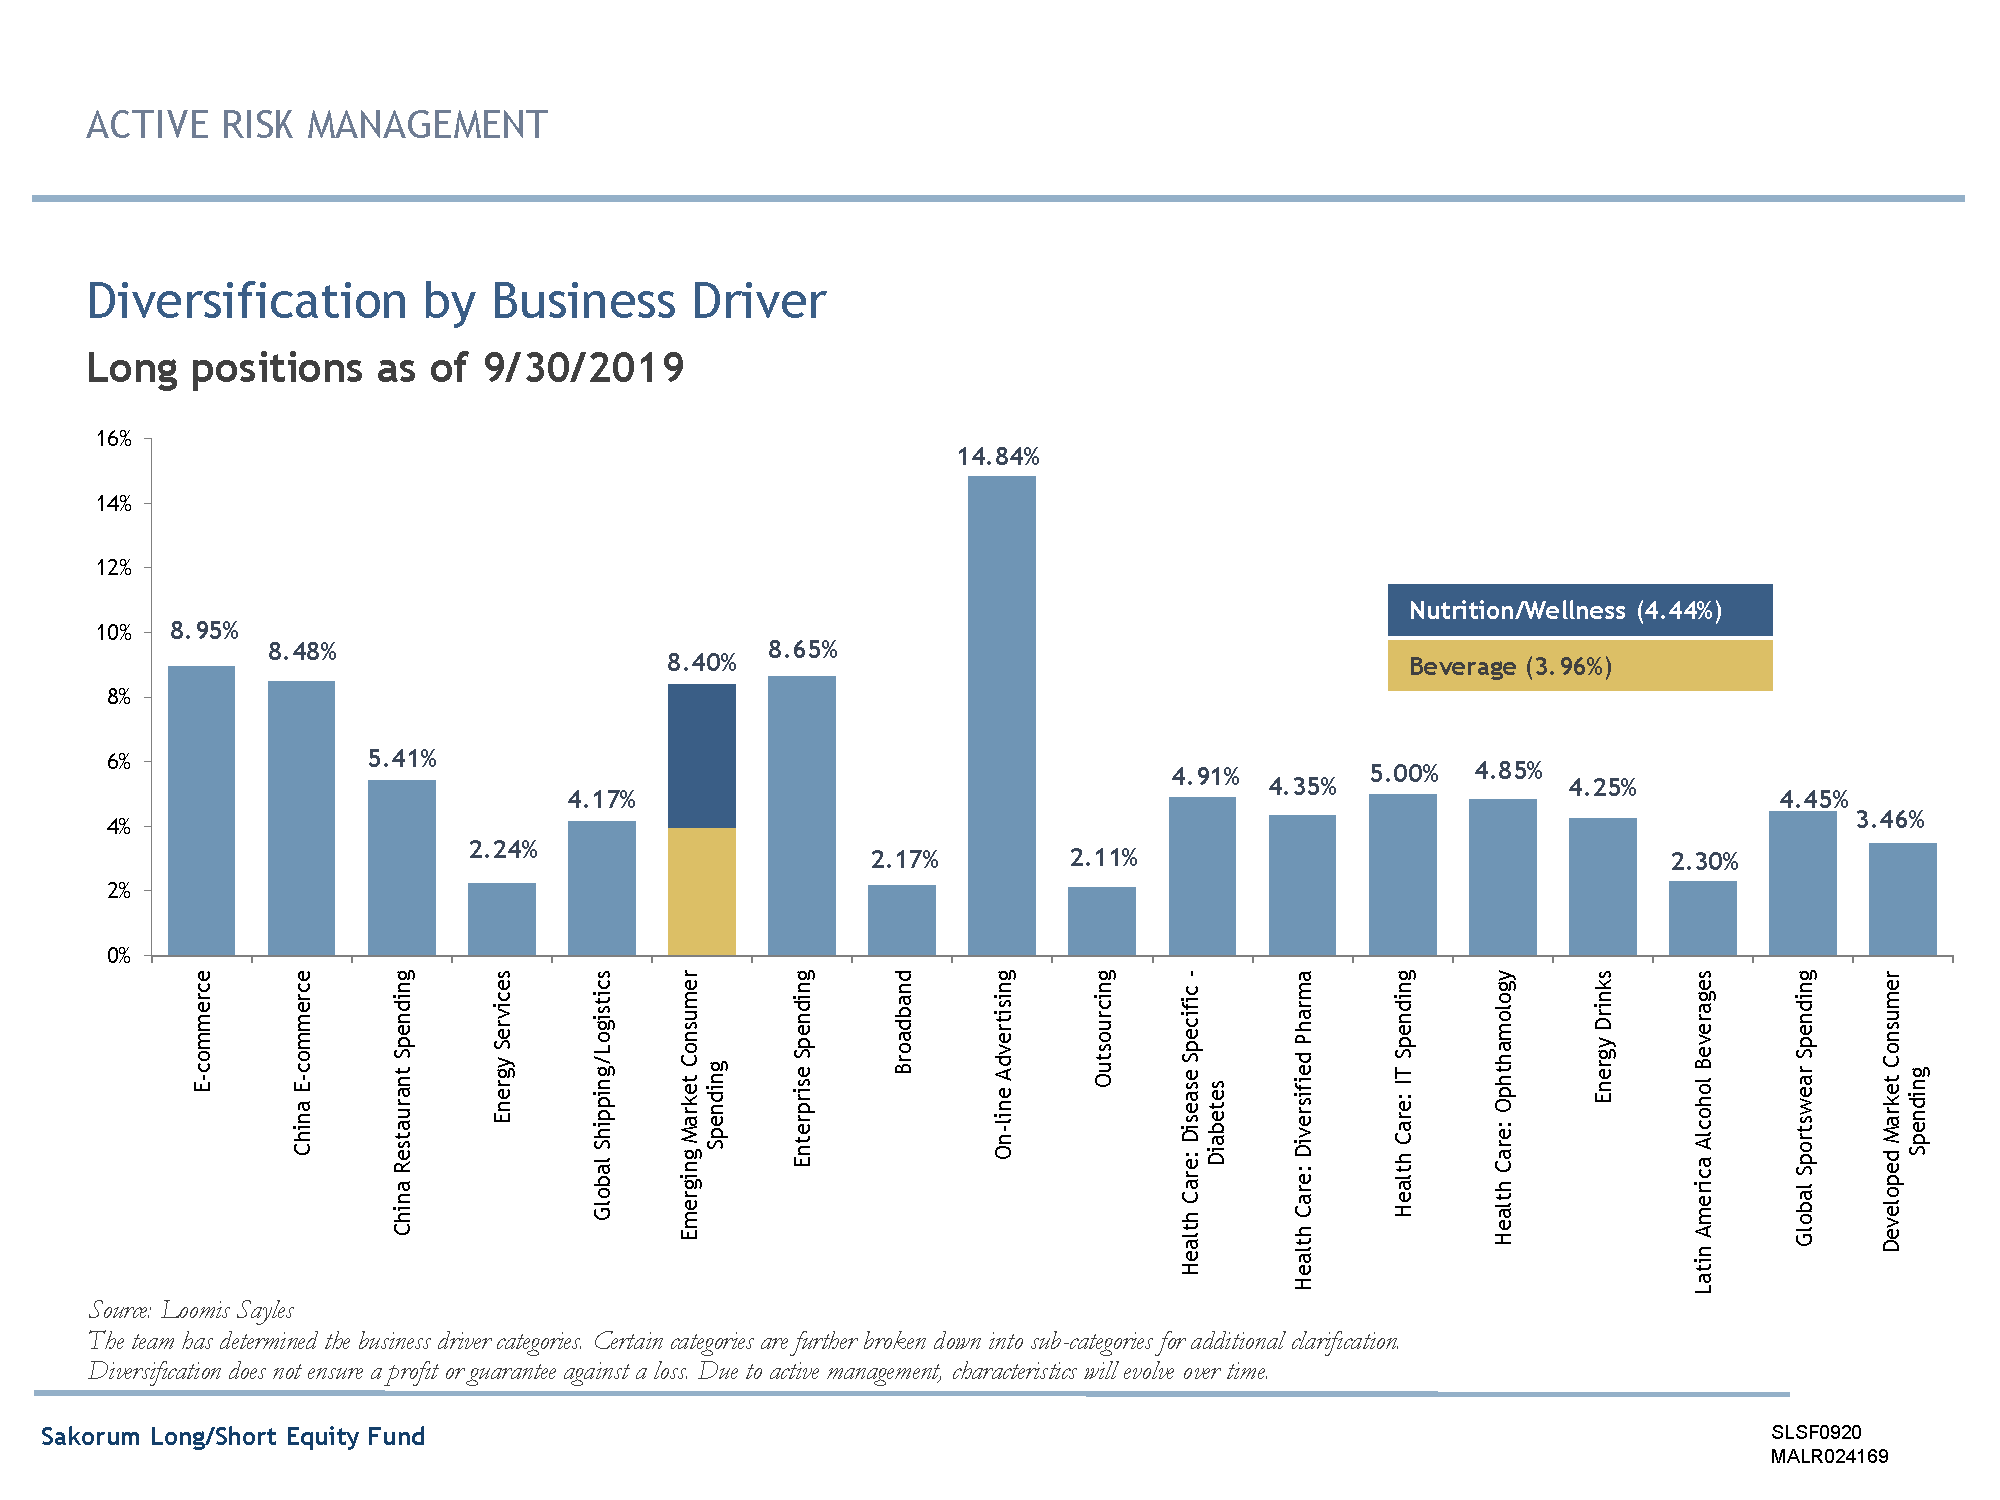 ACTIVE RISK MANAGEMENT
Diversification by Business Driver
Long positions as of 9/30/2019
16%
14%
12%
10%
8%
6%
4%
2%
0%
8.95%
8.48%
5.41%
2.24%
4.17%
8.40%
8.65%
2.17%
14.84%
2.11%
4.91%
4.35%
5.00%
4.85%
4.25%
2.30%
4.45%
3.46%
Nutrition/Wellness (4.44%)
Beverage (3.96%)
E-commerce
China E-commerce
China Restaurant Spending
Energy Services
Global Shipping/Logistics
Emerging Market Consumer
Spending
Enterprise Spending
Broadband
On-line Advertising
Outsourcing
Health Care: Disease Specific -
Diabetes
Health Care: Diversified Pharma
Health Care: IT Spending
Health Care: Ophthamology
Energy Drinks
Latin America Alcohol Beverages
Global Sportswear Spending
Developed Market Consumer
Spending
Source: Loomis Sayles
The team has determined the business driver categories. Certain categories are further broken down into sub-categories for additional clarification.
Diversification does not ensure a profit or guarantee against a loss. Due to active management, characteristics will evolve over time.
Sakorum Long/Short Equity Fund
SLSF0920
MALR024169